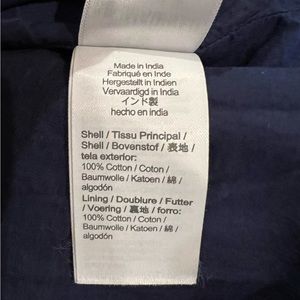 Made in India
Fabriqué en Inde
Hergestellt in Indien
Vervaardigd in Indien
インド製
hecho en india
Shell / Tissu Principal /
Shell / Bovenstof / 表地 /
tela exterior:
100% Cotton / Coton /
Baumwolle / Katoen / 綿 /
algodón
Lining / Doublure / Futter
/ Voering / 裏地 / forro:
100% Cotton / Coton /
Baumwolle / Katoen / 綿 /
algodón